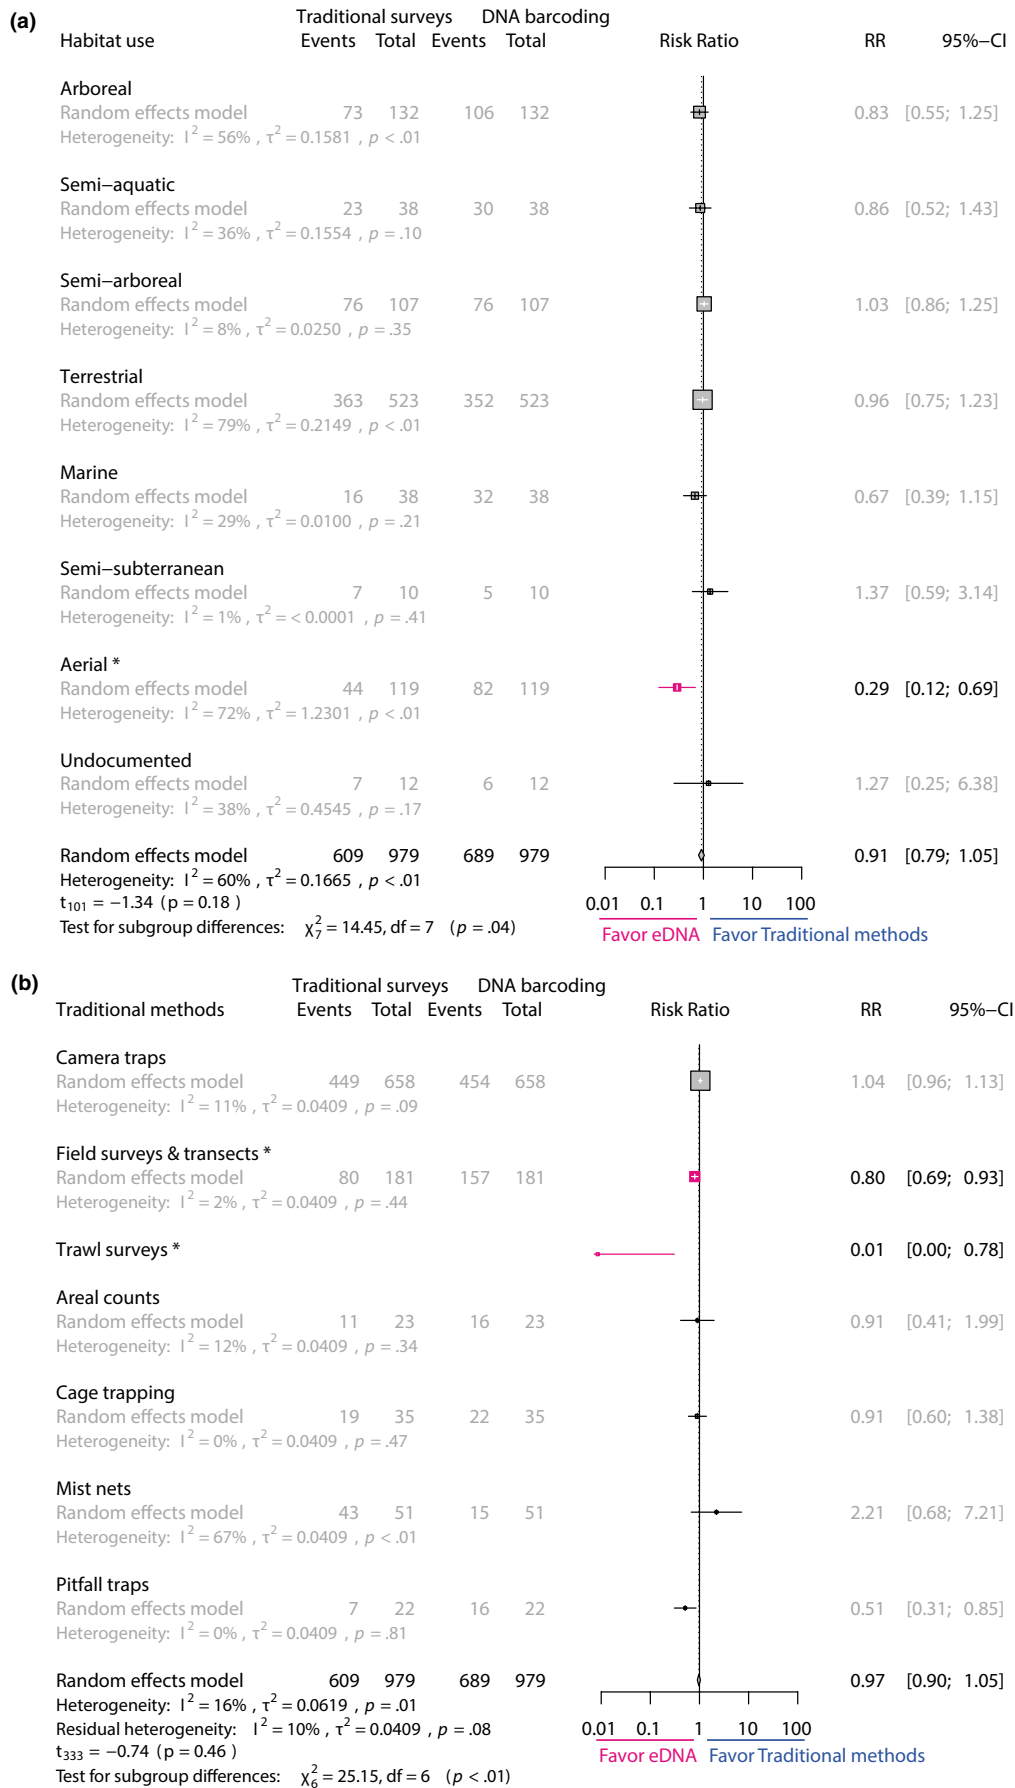 (a)
Traditional surveys DNA barcoding
Habitat use Events Total Events Total Risk Ratio RR 95%−CI
Arboreal
Random effects model 73 132 106 132 0.83 [0.55; 1.25]
Heterogeneity: I² = 56% , τ² = 0.1581 , p < .01
Semi−aquatic
Random effects model 23 38 30 38 0.86 [0.52; 1.43]
Heterogeneity: I² = 36% , τ² = 0.1554 , p = .10
Semi−arboreal
Random effects model 76 107 76 107 1.03 [0.86; 1.25]
Heterogeneity: I² = 8% , τ² = 0.0250 , p = .35
Terrestrial
Random effects model 363 523 352 523 0.96 [0.75; 1.23]
Heterogeneity: I² = 79% , τ² = 0.2149 , p < .01
Marine
Random effects model 16 38 32 38 0.67 [0.39; 1.15]
Heterogeneity: I² = 29% , τ² = 0.0100 , p = .21
Semi−subterranean
Random effects model 7 10 5 10 1.37 [0.59; 3.14]
Heterogeneity: I² = 1% , τ² = < 0.0001 , p = .41
Aerial *
Random effects model 44 119 82 119 0.29 [0.12; 0.69]
Heterogeneity: I² = 72% , τ² = 1.2301 , p < .01
Undocumented
Random effects model 7 12 6 12 1.27 [0.25; 6.38]
Heterogeneity: I² = 38% , τ² = 0.4545 , p = .17
Random effects model 609 979 689 979 0.91 [0.79; 1.05]
Heterogeneity: I² = 60% , τ² = 0.1665 , p < .01
t₁₀₁ = −1.34 (p = 0.18 )
0.01 0.1 1 10 100
Test for subgroup differences: χ²₇ = 14.45, df = 7 (p = .04)
Favor eDNA Favor Traditional methods
(b)
Traditional surveys DNA barcoding
Traditional methods Events Total Events Total Risk Ratio RR 95%−CI
Camera traps
Random effects model 449 658 454 658 1.04 [0.96; 1.13]
Heterogeneity: I² = 11% , τ² = 0.0409 , p = .09
Field surveys & transects *
Random effects model 80 181 157 181 0.80 [0.69; 0.93]
Heterogeneity: I² = 2% , τ² = 0.0409 , p = .44
Trawl surveys * 0.01 [0.00; 0.78]
Areal counts
Random effects model 11 23 16 23 0.91 [0.41; 1.99]
Heterogeneity: I² = 12% , τ² = 0.0409 , p = .34
Cage trapping
Random effects model 19 35 22 35 0.91 [0.60; 1.38]
Heterogeneity: I² = 0% , τ² = 0.0409 , p = .47
Mist nets
Random effects model 43 51 15 51 2.21 [0.68; 7.21]
Heterogeneity: I² = 67% , τ² = 0.0409 , p < .01
Pitfall traps
Random effects model 7 22 16 22 0.51 [0.31; 0.85]
Heterogeneity: I² = 0% , τ² = 0.0409 , p = .81
Random effects model 609 979 689 979 0.97 [0.90; 1.05]
Heterogeneity: I² = 16% , τ² = 0.0619 , p = .01
Residual heterogeneity: I² = 10% , τ² = 0.0409 , p = .08
0.01 0.1 1 10 100
t₃₃₃ = −0.74 (p = 0.46 )
Favor eDNA Favor Traditional methods
Test for subgroup differences: χ²₆ = 25.15, df = 6 (p < .01)